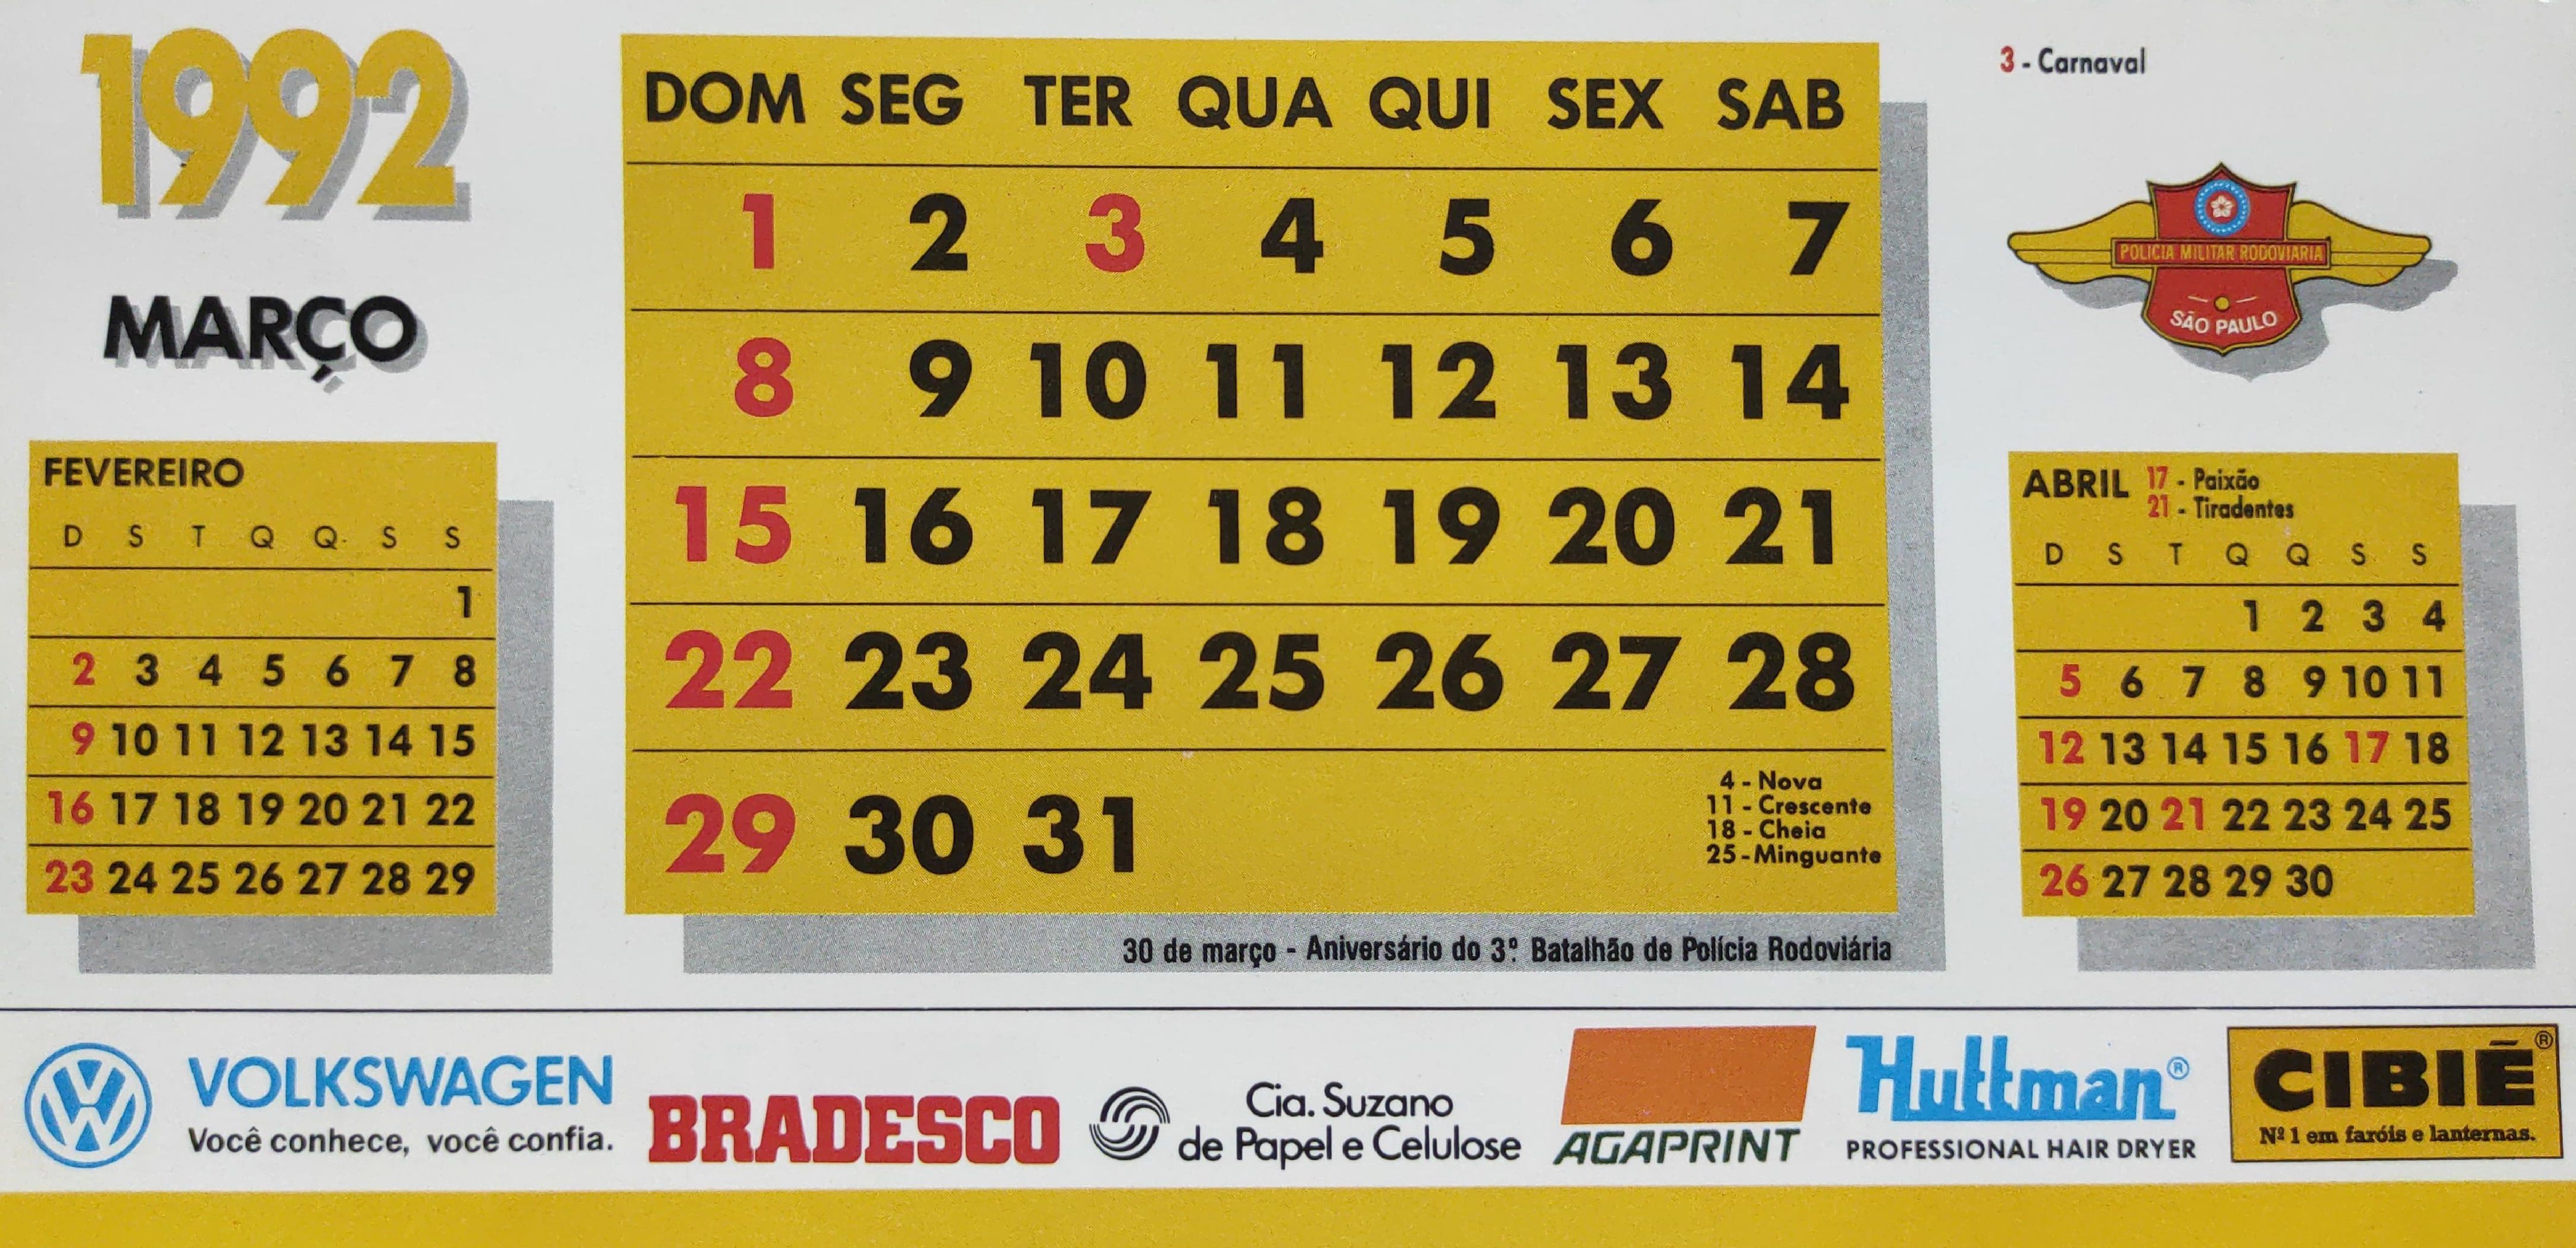 1992
MARÇO
FEVEREIRO
D S T Q Q S S
1
2 3 4 5 6 7 8
9 10 11 12 13 14 15
16 17 18 19 20 21 22
23 24 25 26 27 28 29
DOM SEG TER QUA QUI SEX SAB
1 2 3 4 5 6 7
8 9 10 11 12 13 14
15 16 17 18 19 20 21
22 23 24 25 26 27 28
29 30 31
4 - Nova
11 - Crescente
18 - Cheia
25 - Minguante
30 de março - Aniversário do 3º Batalhão de Polícia Rodoviária
3 - Carnaval
POLICIA MILITAR RODOVIARIA
SÃO PAULO
ABRIL 17 - Paixão
21 - Tiradentes
D S T Q Q S S
1 2 3 4
5 6 7 8 9 10 11
12 13 14 15 16 17 18
19 20 21 22 23 24 25
26 27 28 29 30
VOLKSWAGEN
Você conhece, você confia.
BRADESCO
Cia. Suzano
de Papel e Celulose
AGAPRINT
Huttman®
PROFESSIONAL HAIR DRYER
CIBIÉ®
Nº 1 em faróis e lanternas.